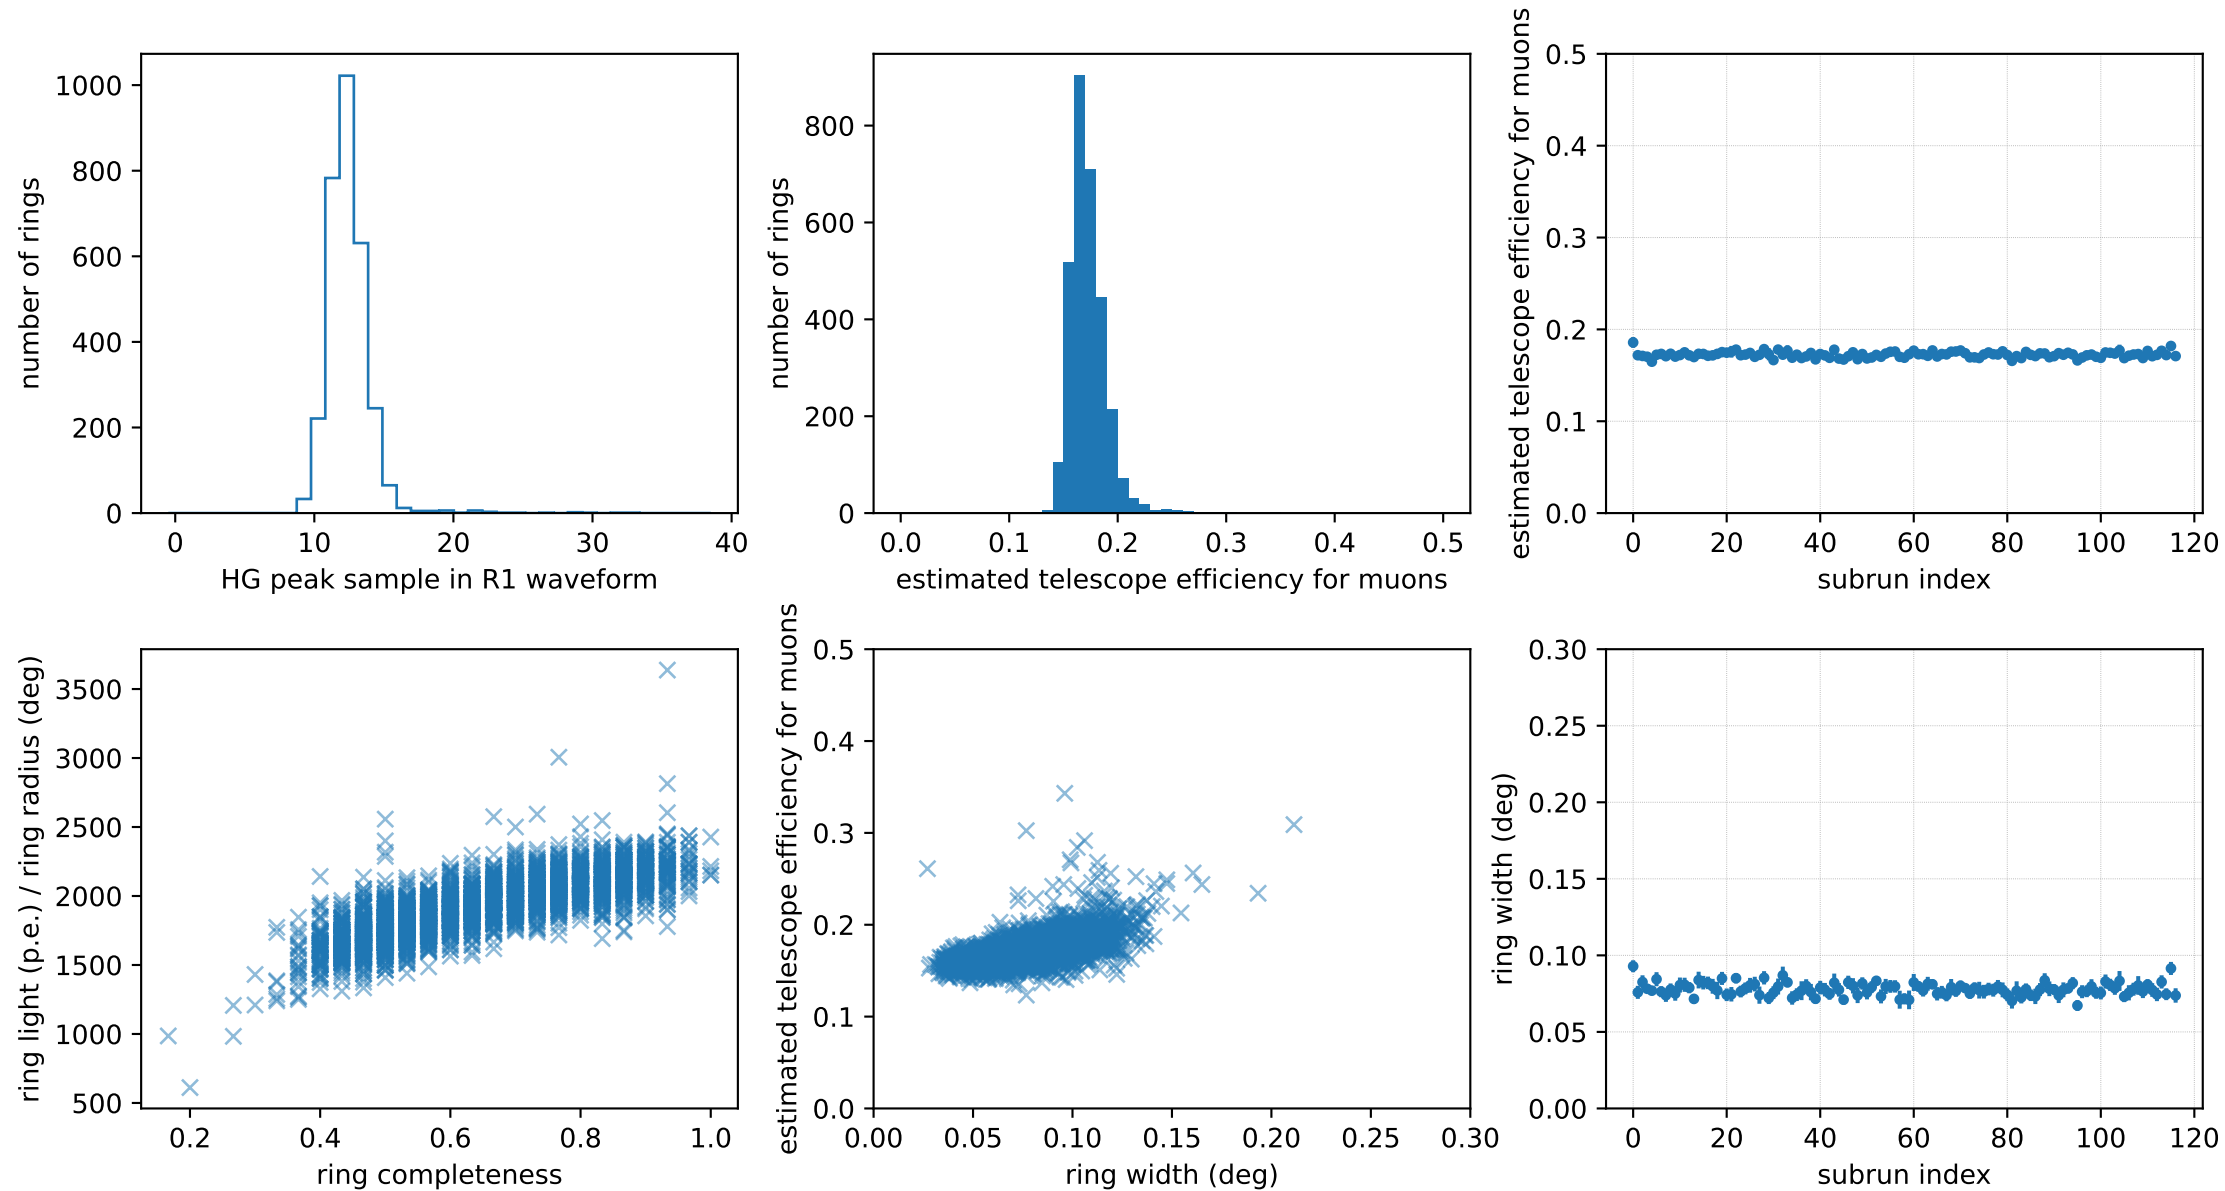 number of rings
1000
800
600
400
200
0
0 10 20 30 40
HG peak sample in R1 waveform
number of rings
800
600
400
200
0
0.0 0.1 0.2 0.3 0.4 0.5
estimated telescope efficiency for muons
estimated telescope efficiency for muons
0.5
0.4
0.3
0.2
0.1
0.0
0 20 40 60 80 100 120
subrun index
ring light (p.e.) / ring radius (deg)
3500
3000
2500
2000
1500
1000
500
0.2 0.4 0.6 0.8 1.0
ring completeness
estimated telescope efficiency for muons
0.5
0.4
0.3
0.2
0.1
0.0
0.00 0.05 0.10 0.15 0.20 0.25 0.30
ring width (deg)
ring width (deg)
0.30
0.25
0.20
0.15
0.10
0.05
0.00
0 20 40 60 80 100 120
subrun index